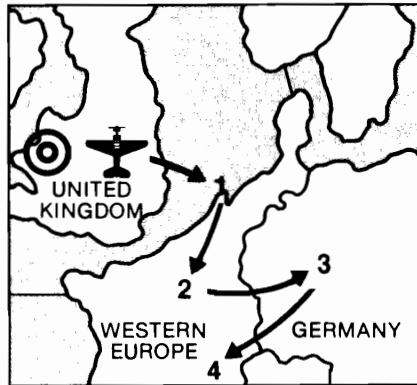 1
UNITED
KINGDOM
2
3
WESTERN
EUROPE
GERMANY
4